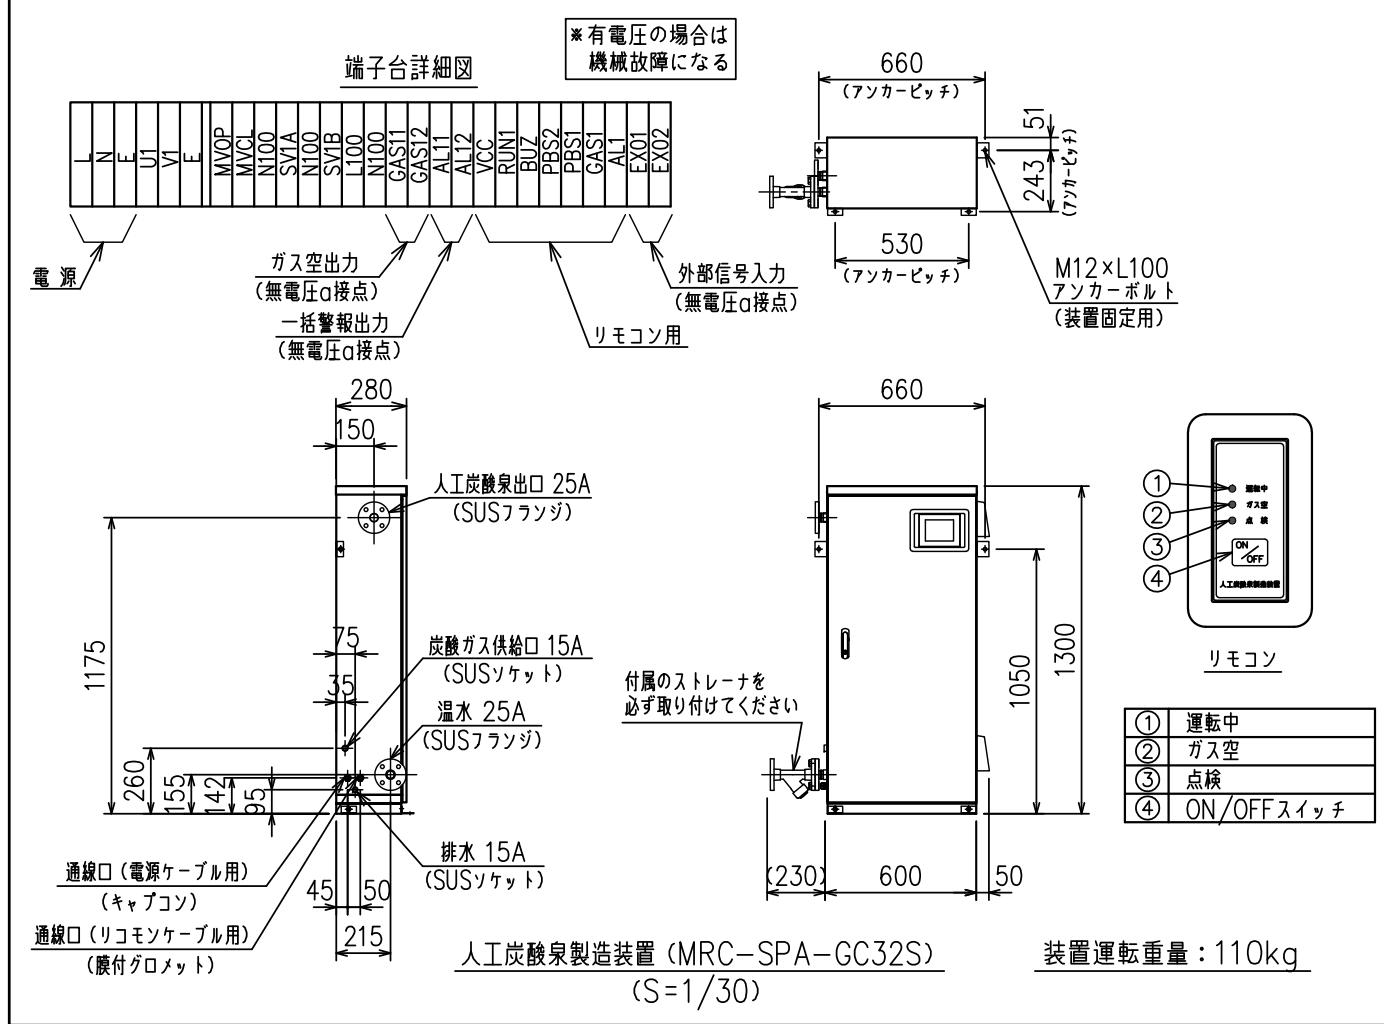 ※有電圧の場合は
機械故障になる
端子台詳細図
L
N
E
U1
V1
E
MVOP
MVCL
N100
SV1A
N100
SV1B
L100
N100
GAS11
GAS12
AL11
AL12
VCC
RUN1
BUZ
PBS2
PBS1
GAS1
AL1
EX01
EX02
電源
ガス空出力
(無電圧a接点)
一括警報出力
(無電圧a接点)
リモコン用
外部信号入力
(無電圧a接点)
660
(アンカーピッチ)
51
243
(アンカーピッチ)
530
(アンカーピッチ)
M12×L100
アンカーボルト
(装置固定用)
280
150
人工炭酸泉出口 25A
(SUSフランジ)
1175
75
35
炭酸ガス供給口 15A
(SUSソケット)
温水 25A
(SUSフランジ)
260
155
142
95
排水 15A
(SUSソケット)
通線口(電源ケーブル用)
(キャプコン)
通線口(リコモンケーブル用)
(膜付グロメット)
45
50
215
660
付属のストレーナを
必ず取り付けてください
1050
1300
(230)
600
50
① 運転中
② ガス空
③ 点検
④ ON/OFF
人工炭酸泉製造装置
リモコン
① 運転中
② ガス空
③ 点検
④ ON/OFFスイッチ
人工炭酸泉製造装置(MRC-SPA-GC32S)
(S=1/30)
装置運転重量:110kg